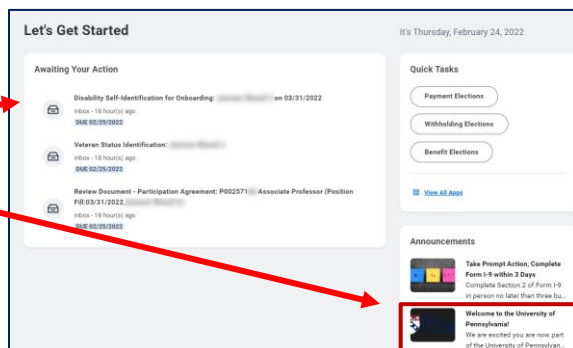 Let's Get Started
It's Thursday, February 24, 2022
Awaiting Your Action
Disability Self-Identification for Onboarding: on 03/31/2022
Inbox - 18 hour(s) ago
DUE 02/25/2022
Veteran Status Identification:
Inbox - 18 hour(s) ago
DUE 02/25/2022
Review Document - Participation Agreement: P002571 Associate Professor (Position
Fill:03/31/2022,
Inbox - 18 hour(s) ago
DUE 02/25/2022
Quick Tasks
Payment Elections
Withholding Elections
Benefit Elections
View All Apps
Announcements
Take Prompt Action, Complete
Form I-9 within 3 Days
Complete Section 2 of Form I-9
in person no later than three bu...
Welcome to the University of
Pennsylvania!
We are excited you are now part
of the University of Pennsylvan...